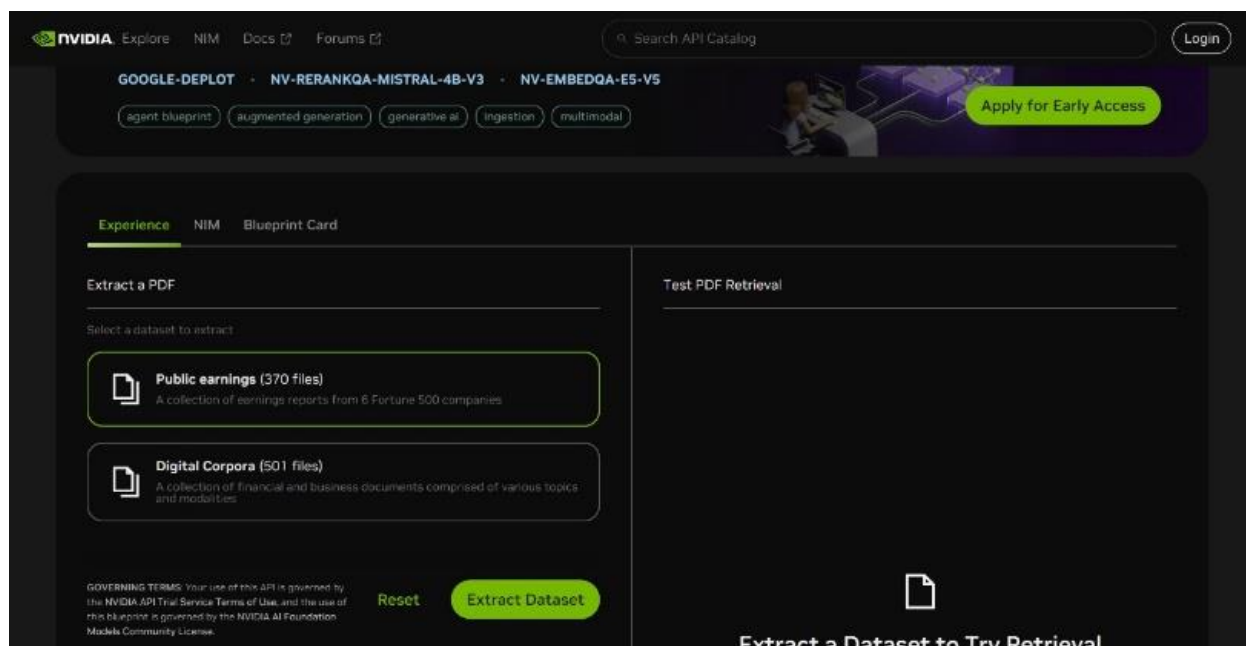 NVIDIA. Explore NIM Docs Forums Search API Catalog Login
GOOGLE-DEPLOT · NV-RERANKQA-MISTRAL-4B-V3 · NV-EMBEDQA-E5-V5
agent blueprint augmented generation generative ai ingestion multimodal
Apply for Early Access
Experience NIM Blueprint Card
Extract a PDF
Select a dataset to extract
Public earnings (370 files)
A collection of earnings reports from 6 Fortune 500 companies
Digital Corpora (501 files)
A collection of financial and business documents comprised of various topics
and modalities
GOVERNING TERMS: Your use of this API is governed by
the NVIDIA API Trial Service Terms of Use, and the use of
this blueprint is governed by the NVIDIA AI Foundation
Models Community License.
Reset Extract Dataset
Test PDF Retrieval
Extract a Dataset to Try Retrieval